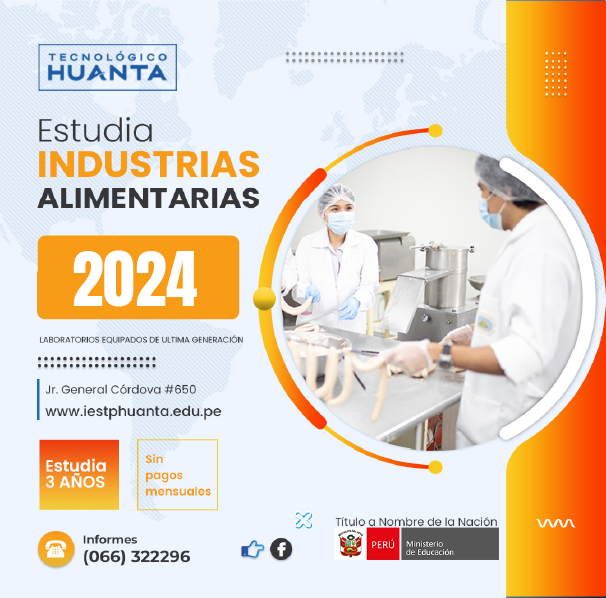 TECNOLÓGICO
HUANTA
Estudia
INDUSTRIAS
ALIMENTARIAS
2024
LABORATORIOS EQUIPADOS DE ULTIMA GENERACIÓN
Jr. General Córdova #650
www.iestphuanta.edu.pe
Estudia
3 AÑOS
Sin
pagos
mensuales
Informes
(066) 322296
Título a Nombre de la Nación
PERÚ
Ministerio
de Educación